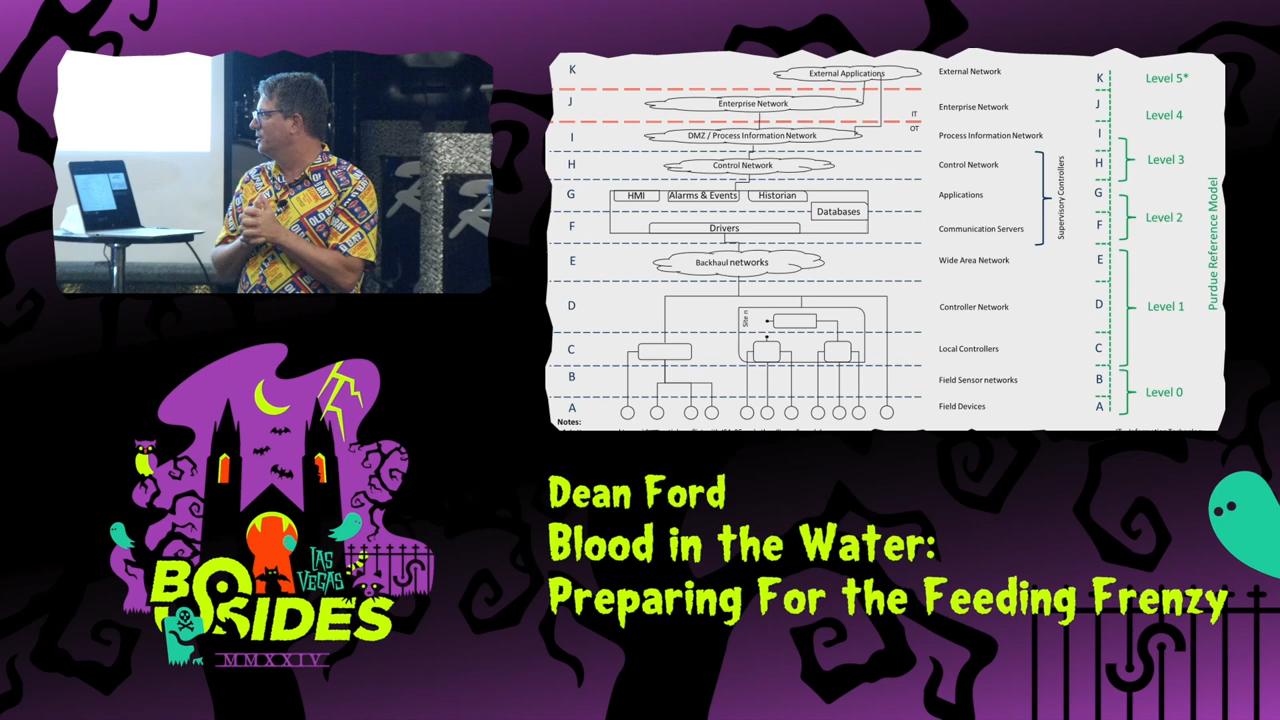 K
External Applications
External Network
K
Level 5*
J
Enterprise Network
Enterprise Network
J
Level 4
IT
OT
I
DMZ / Process Information Network
Process Information Network
I
H
Control Network
Control Network
H
Level 3
G
HMI
Alarms & Events
Historian
Applications
G
Databases
Level 2
F
Drivers
Communication Servers
F
Supervisory Controllers
E
Backhaul networks
Wide Area Network
E
D
Site n
Controller Network
D
Level 1
C
Local Controllers
C
B
Field Sensor networks
B
Level 0
A
Field Devices
A
Purdue Reference Model
Notes:
OLD BAY
LAS
VEGAS
BSIDES
MMXXIV
Dean Ford
Blood in the Water:
Preparing For the Feeding Frenzy